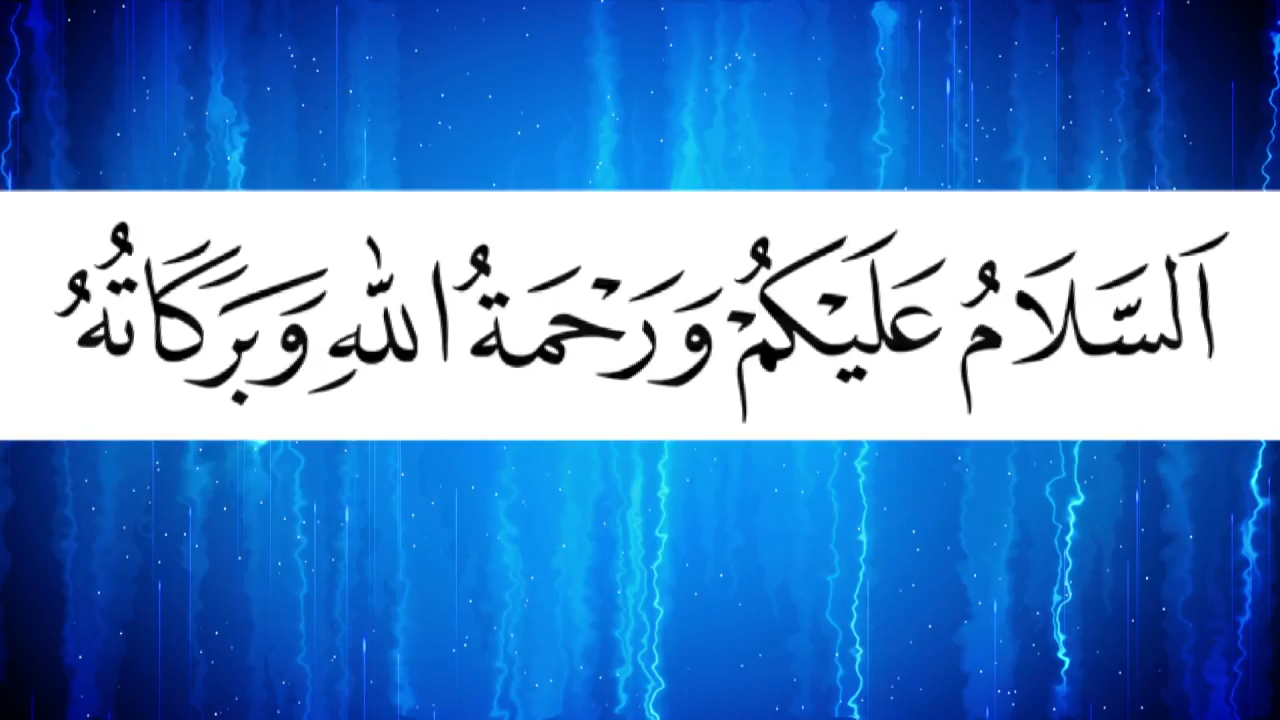 اَلسَّلَامُ عَلَيْكُمْ وَرَحْمَةُ اللّٰهِ وَبَرَكَاتُهُ